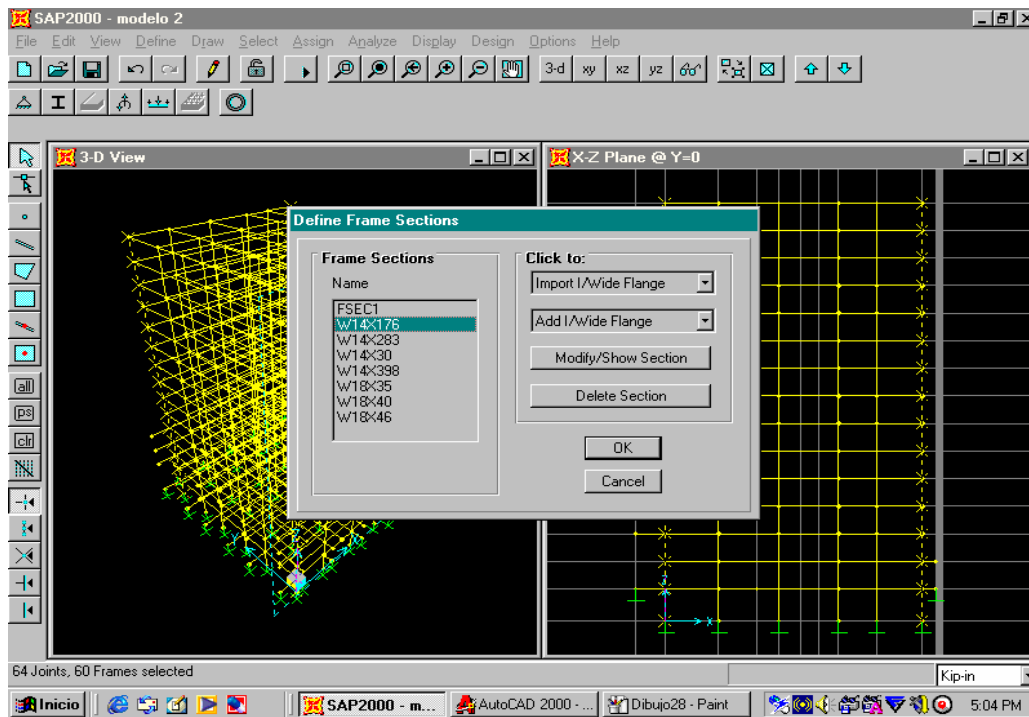 SAP2000 - modelo 2
File Edit View Define Draw Select Assign Analyze Display Design Options Help
3-d xy xz yz
3-D View
X-Z Plane @ Y=0
Define Frame Sections
Frame Sections
Click to:
Name
Import I/Wide Flange
FSEC1
W14X176
Add I/Wide Flange
W14X283
W14X30
Modify/Show Section
W14X398
W18X35
Delete Section
W18X40
W18X46
OK
Cancel
all
ps
clr
X
64 Joints, 60 Frames selected
Kip-in
Inicio
SAP2000 - m...
AutoCAD 2000 - ...
Dibujo28 - Paint
5:04 PM